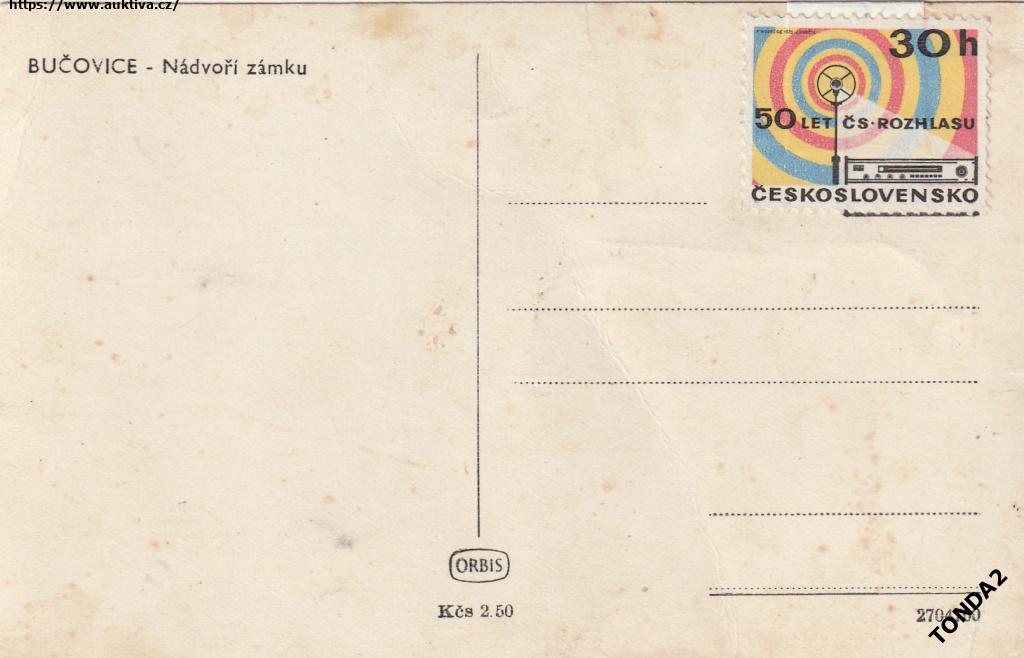 https://www.auktiva.cz/
BUČOVICE - Nádvoří zámku
30h
50 LET ČS·ROZHLASU
ČESKOSLOVENSKO
ORBIS
Kčs 2.50
TONDA2